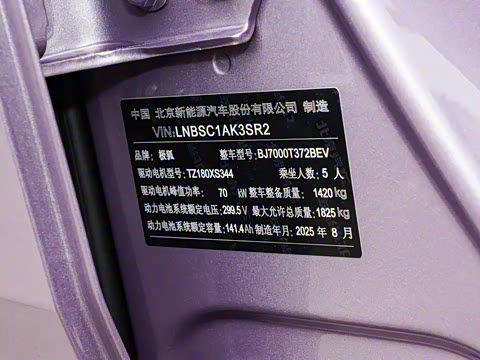 中国 北京新能源汽车股份有限公司 制造
VIN:LNBSC1AK3SR2
品牌: 极狐 整车型号: BJ7000T372BEV
驱动电机型号: TZ180XS344 乘坐人数: 5 人
驱动电机峰值功率: 70 kW 整车整备质量: 1420 kg
动力电池系统额定电压: 299.5 V 最大允许总质量: 1825 kg
动力电池系统额定容量: 141.4 Ah 制造年月: 2025 年 8 月